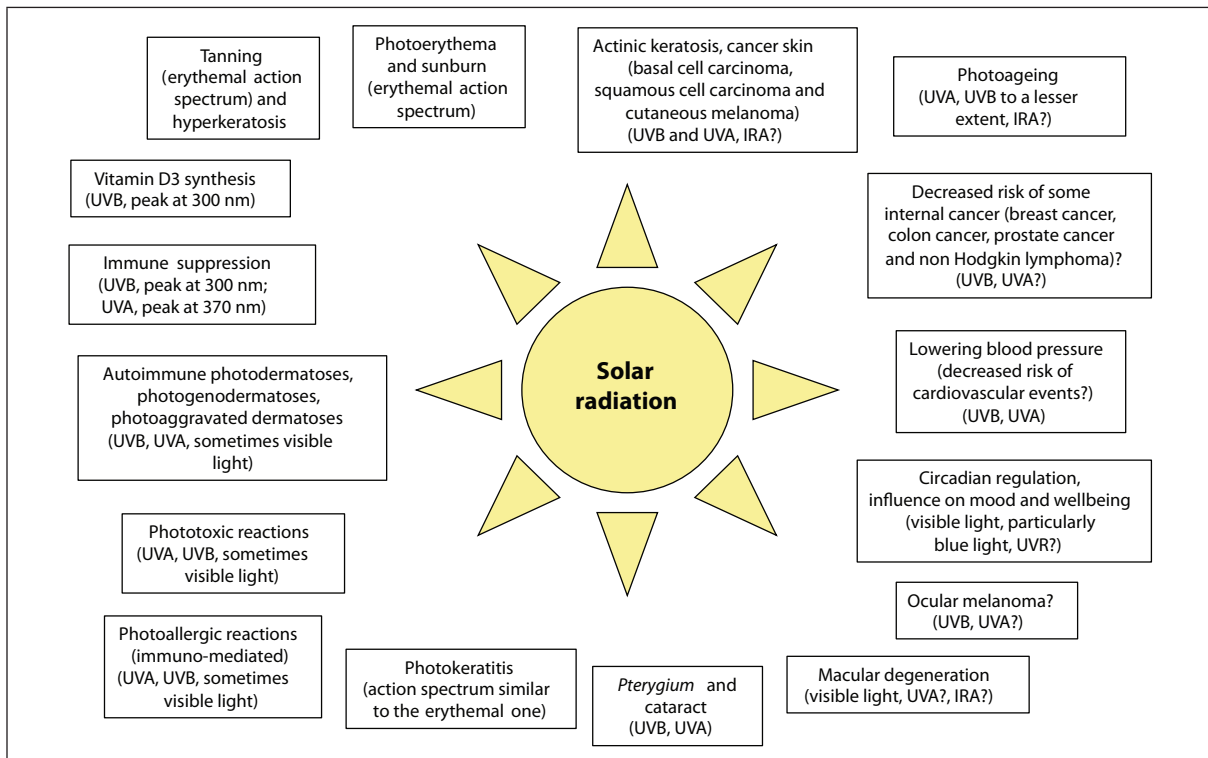 Tanning
(erythemal action
spectrum) and
hyperkeratosis
Photoerythema
and sunburn
(erythemal action
spectrum)
Actinic keratosis, cancer skin
(basal cell carcinoma,
squamous cell carcinoma and
cutaneous melanoma)
(UVB and UVA, IRA?)
Photoageing
(UVA, UVB to a lesser
extent, IRA?)
Vitamin D3 synthesis
(UVB, peak at 300 nm)
Decreased risk of some
internal cancer (breast cancer,
colon cancer, prostate cancer
and non Hodgkin lymphoma)?
(UVB, UVA?)
Immune suppression
(UVB, peak at 300 nm;
UVA, peak at 370 nm)
Lowering blood pressure
(decreased risk of
cardiovascular events?)
(UVB, UVA)
Autoimmune photodermatoses,
photogenodermatoses,
photoaggravated dermatoses
(UVB, UVA, sometimes visible
light)
Solar
radiation
Circadian regulation,
influence on mood and wellbeing
(visible light, particularly
blue light, UVR?)
Phototoxic reactions
(UVA, UVB, sometimes
visible light)
Ocular melanoma?
(UVB, UVA?)
Photoallergic reactions
(immuno-mediated)
(UVA, UVB, sometimes
visible light)
Photokeratitis
(action spectrum similar
to the erythemal one)
Pterygium and
cataract
(UVB, UVA)
Macular degeneration
(visible light, UVA?, IRA?)